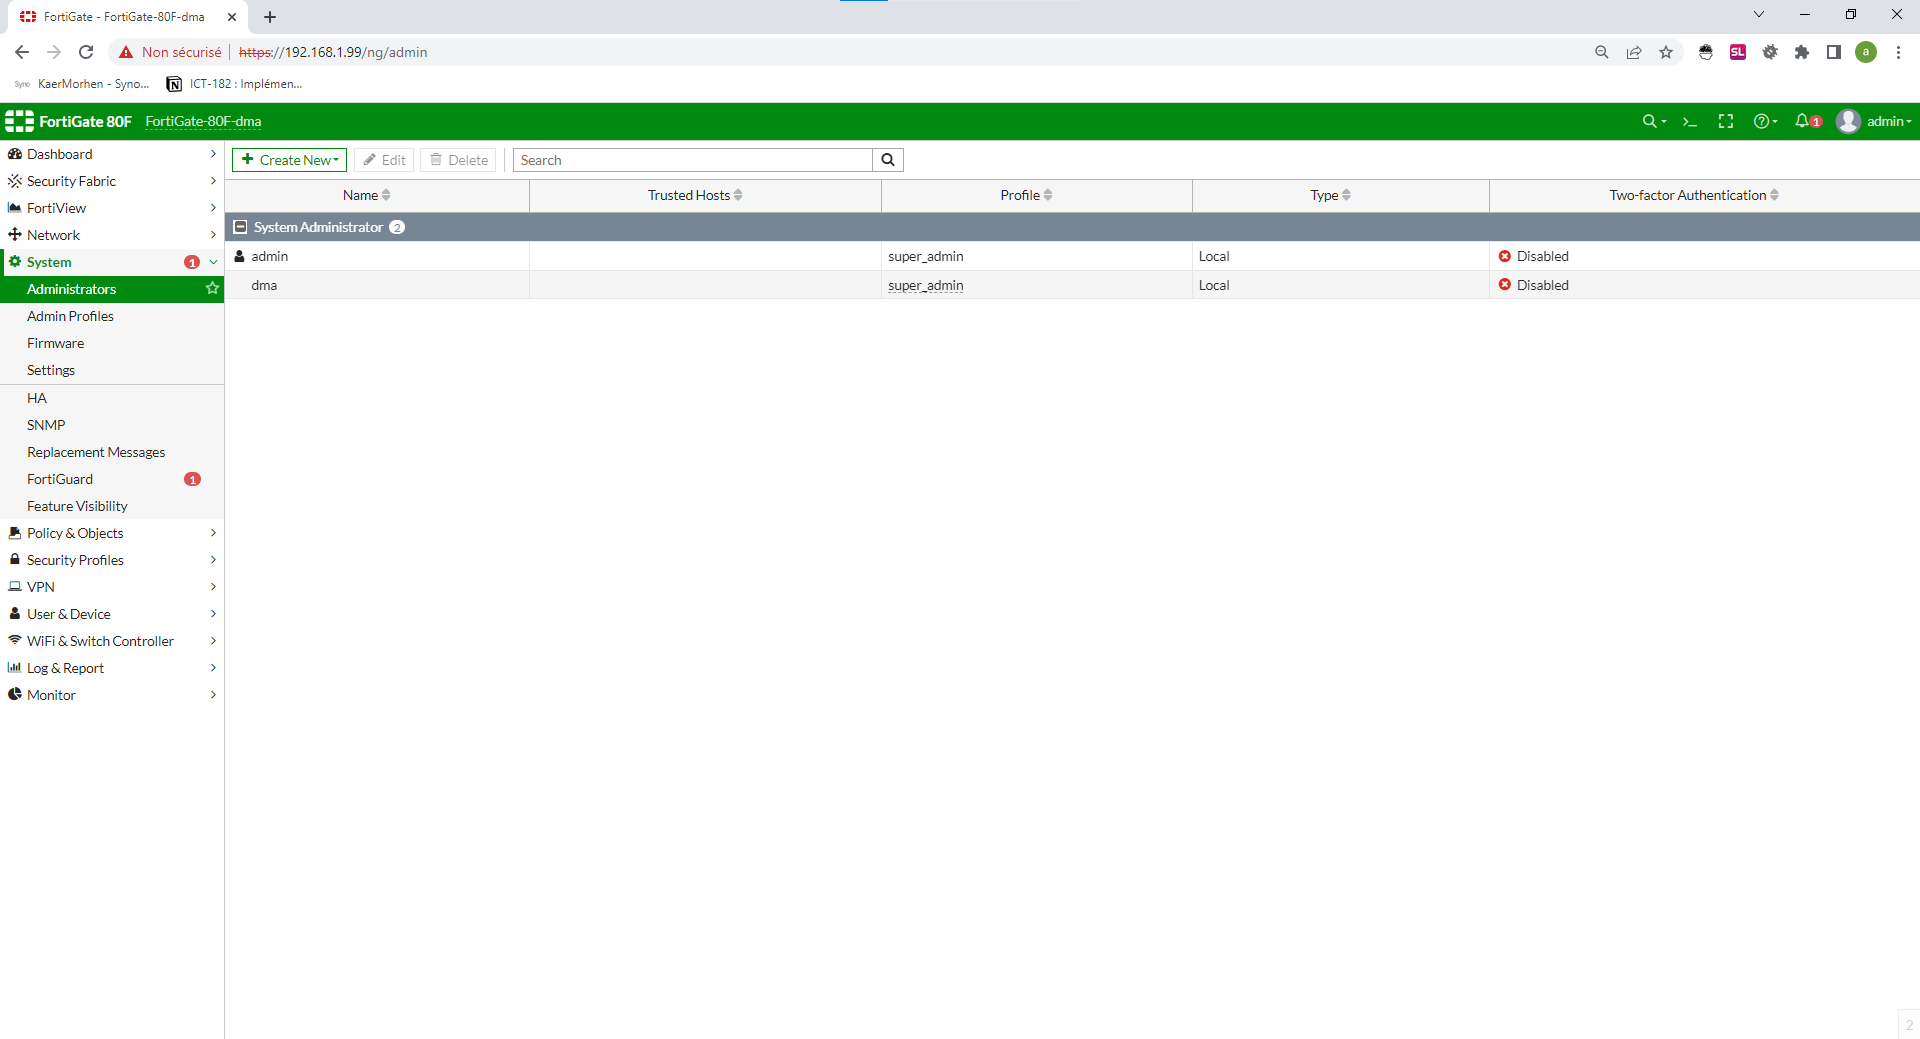 FortiGate - FortiGate-80F-dma
Non sécurisé https://192.168.1.99/ng/admin
SL
a
Sync KaerMorhen - Syno...
N ICT-182 : Implémen...
FortiGate 80F FortiGate-80F-dma
1 admin
Dashboard
Security Fabric
FortiView
Network
System 1
Administrators
Admin Profiles
Firmware
Settings
HA
SNMP
Replacement Messages
FortiGuard 1
Feature Visibility
Policy & Objects
Security Profiles
VPN
User & Device
WiFi & Switch Controller
Log & Report
Monitor
Create New Edit Delete Search
Name Trusted Hosts Profile Type Two-factor Authentication
System Administrator 2
admin super_admin Local Disabled
dma super_admin Local Disabled
2